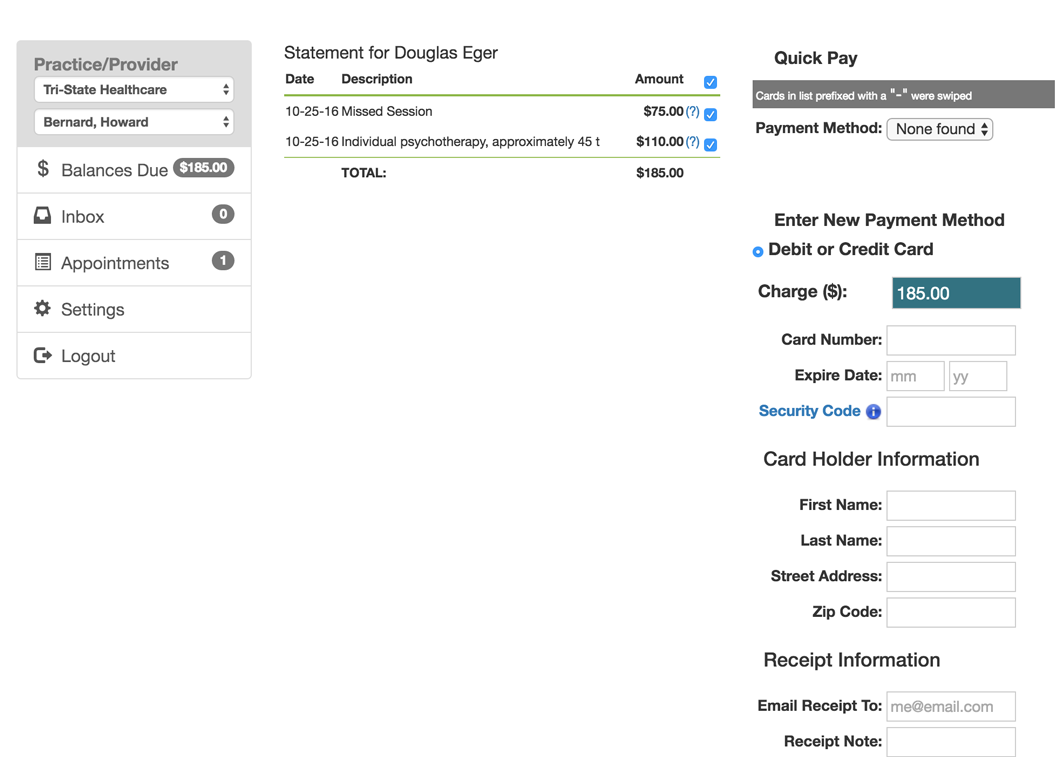 Practice/Provider
Tri-State Healthcare
Bernard, Howard
$ Balances Due $185.00
Inbox 0
Appointments 1
Settings
Logout
Statement for Douglas Eger
Date Description Amount
10-25-16 Missed Session $75.00 (?)
10-25-16 Individual psychotherapy, approximately 45 t $110.00 (?)
TOTAL: $185.00
Quick Pay
Cards in list prefixed with a "-" were swiped
Payment Method: None found
Enter New Payment Method
Debit or Credit Card
Charge ($): 185.00
Card Number:
Expire Date: mm yy
Security Code i
Card Holder Information
First Name:
Last Name:
Street Address:
Zip Code:
Receipt Information
Email Receipt To: me@email.com
Receipt Note: